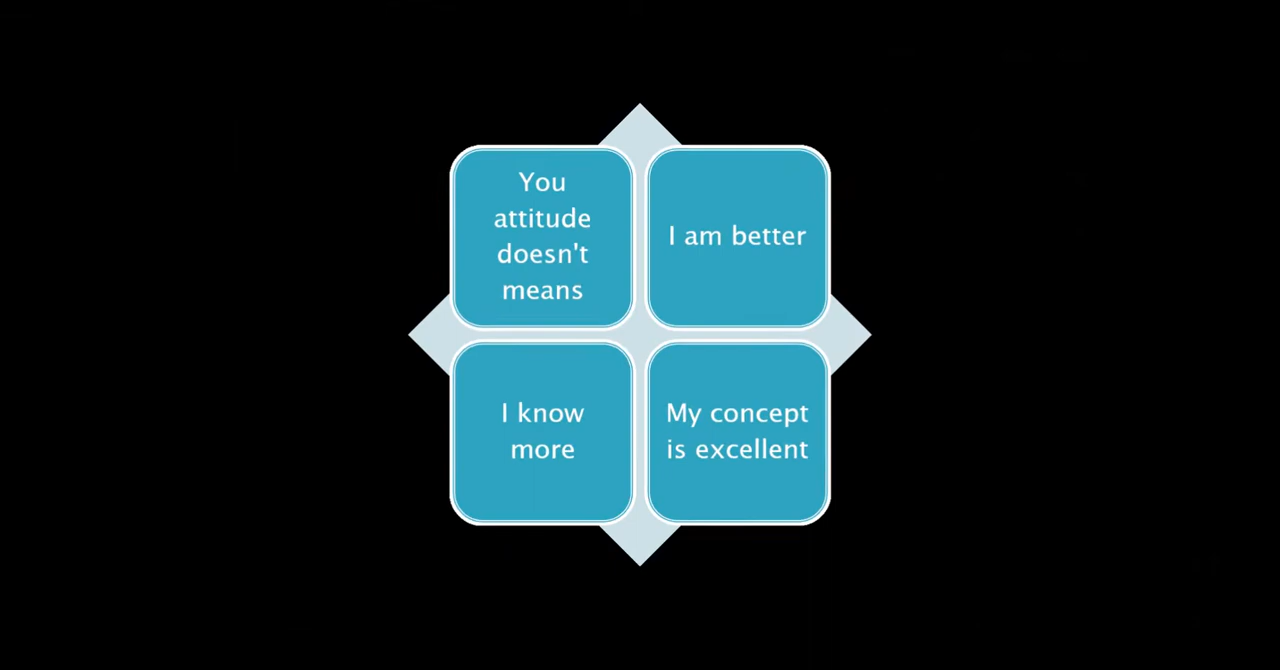 You
attitude
doesn't
means
I am better
I know
more
My concept
is excellent